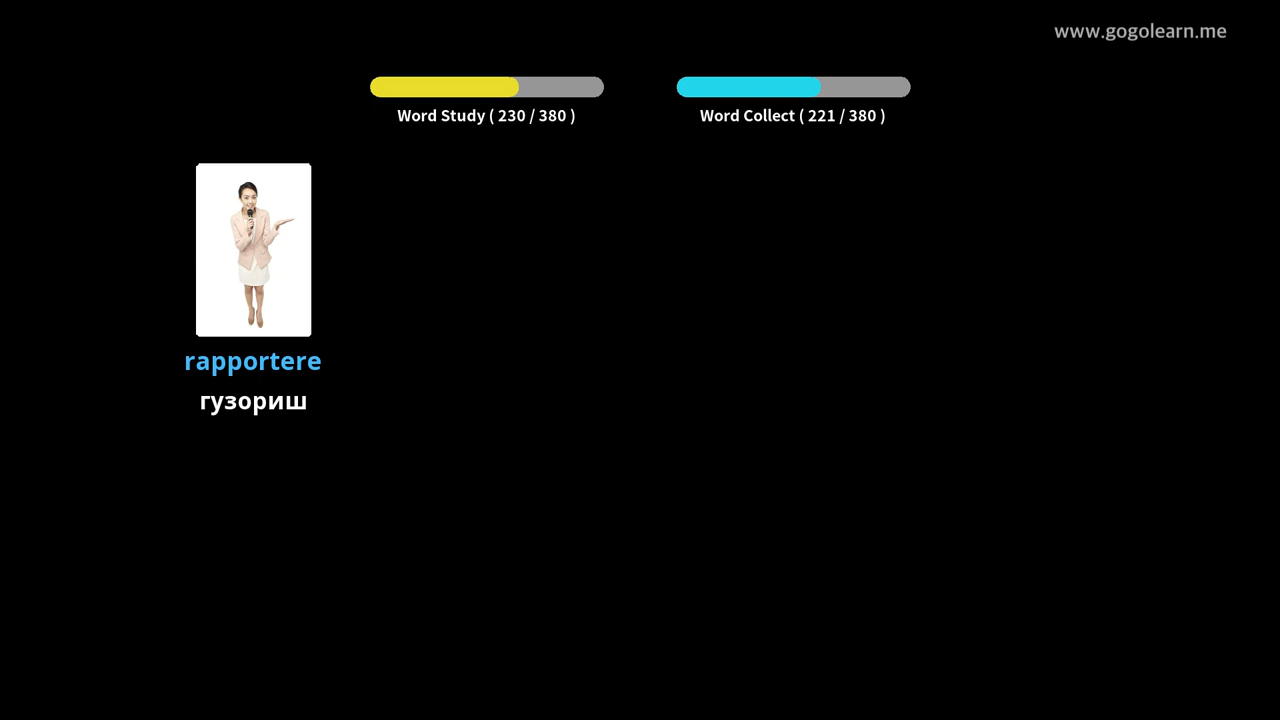 www.gogolearn.me
Word Study ( 230 / 380 )
Word Collect ( 221 / 380 )
rapportere
гузориш